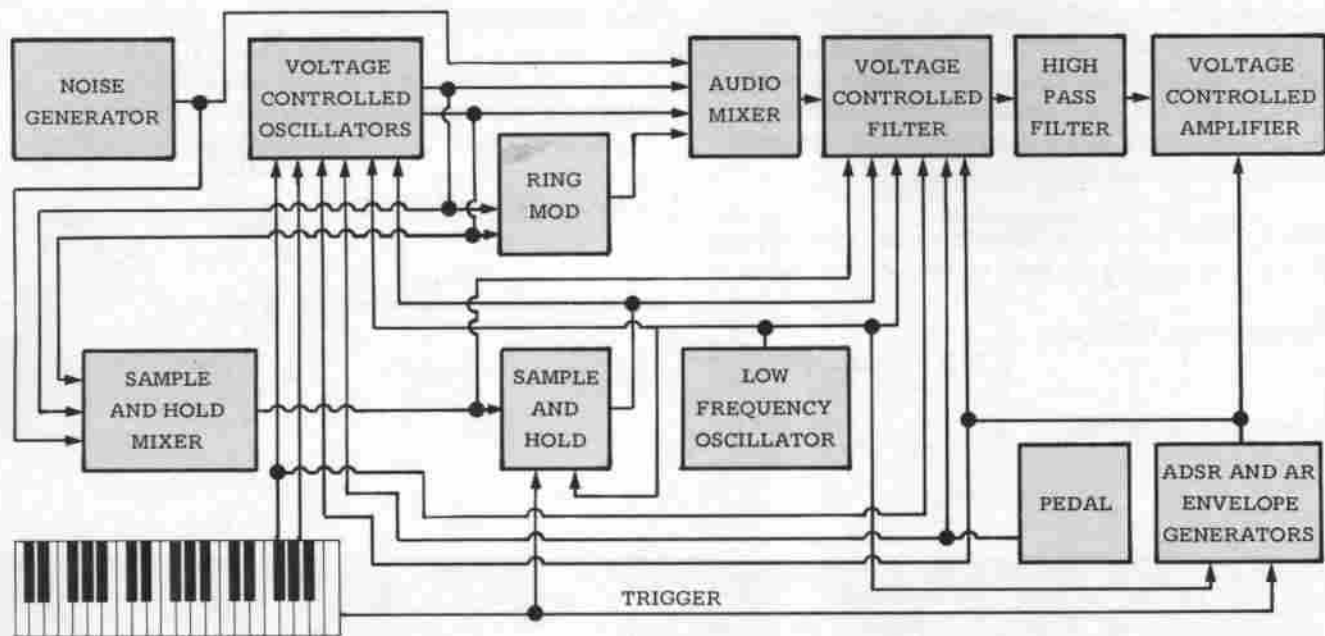 NOISE
GENERATOR
VOLTAGE
CONTROLLED
OSCILLATORS
AUDIO
MIXER
VOLTAGE
CONTROLLED
FILTER
HIGH
PASS
FILTER
VOLTAGE
CONTROLLED
AMPLIFIER
RING
MOD
SAMPLE
AND HOLD
MIXER
SAMPLE
AND
HOLD
LOW
FREQUENCY
OSCILLATOR
PEDAL
ADSR AND AR
ENVELOPE
GENERATORS
TRIGGER